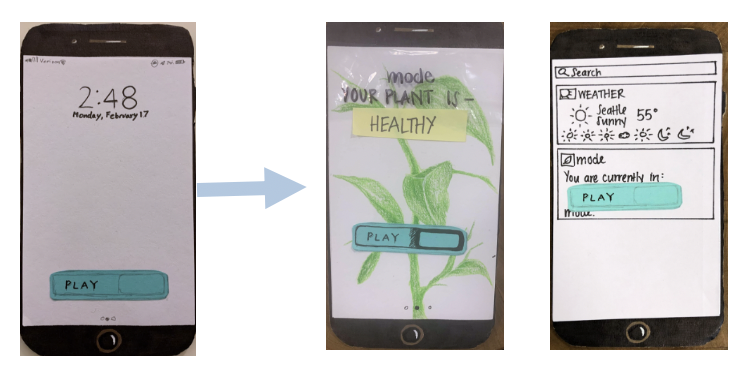 Verizon
2:48
Monday, February 17
PLAY
mode
YOUR PLANT IS -
HEALTHY
PLAY
Search
WEATHER
Seattle
Sunny
55°
mode
You are currently in:
PLAY
mode.